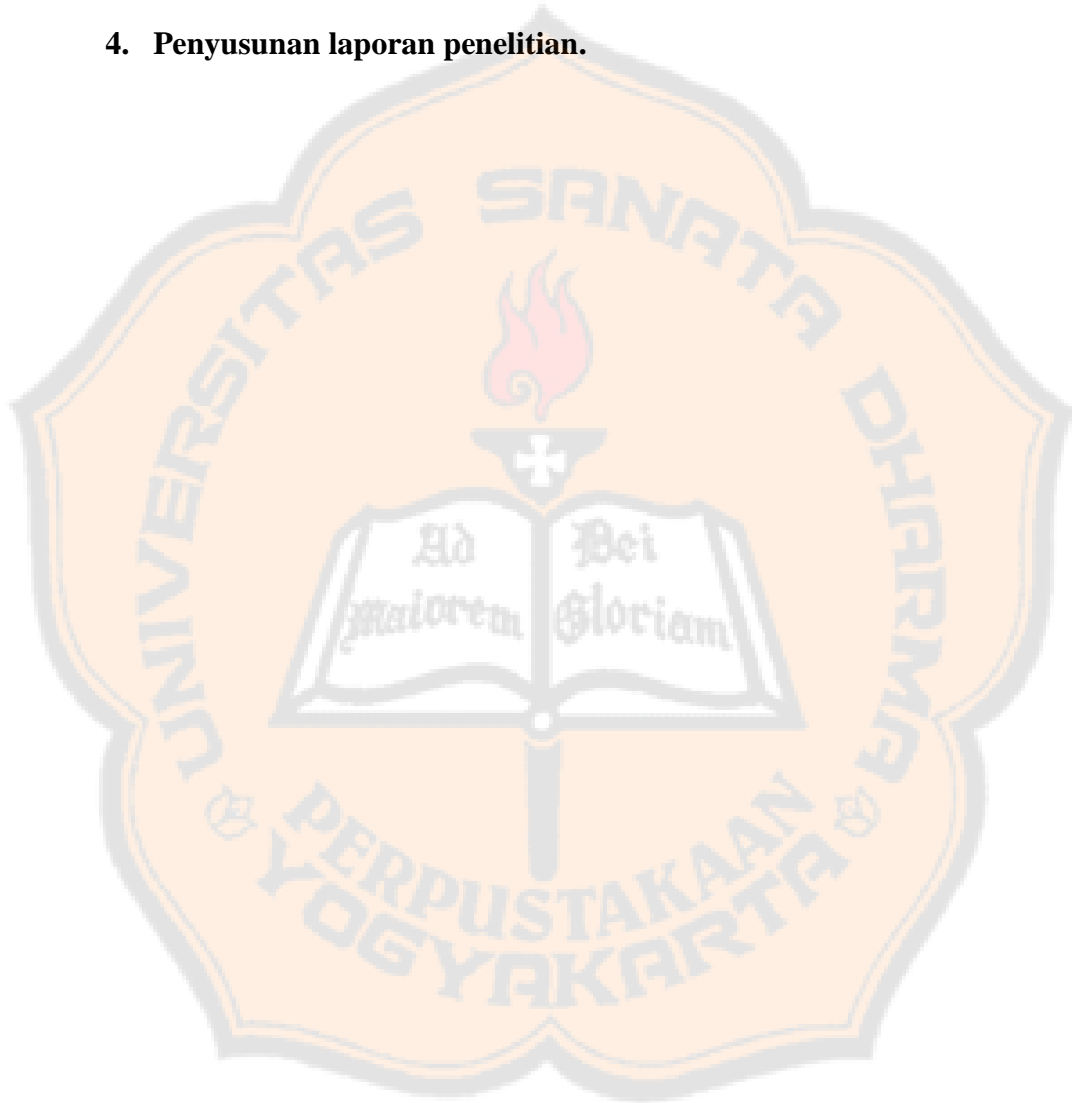 4. Penyusunan laporan penelitian.
UNIVERSITAS SANATA DHARMA
Ad Dei
Maiorem Gloriam
PERPUSTAKAAN
YOGYAKARTA